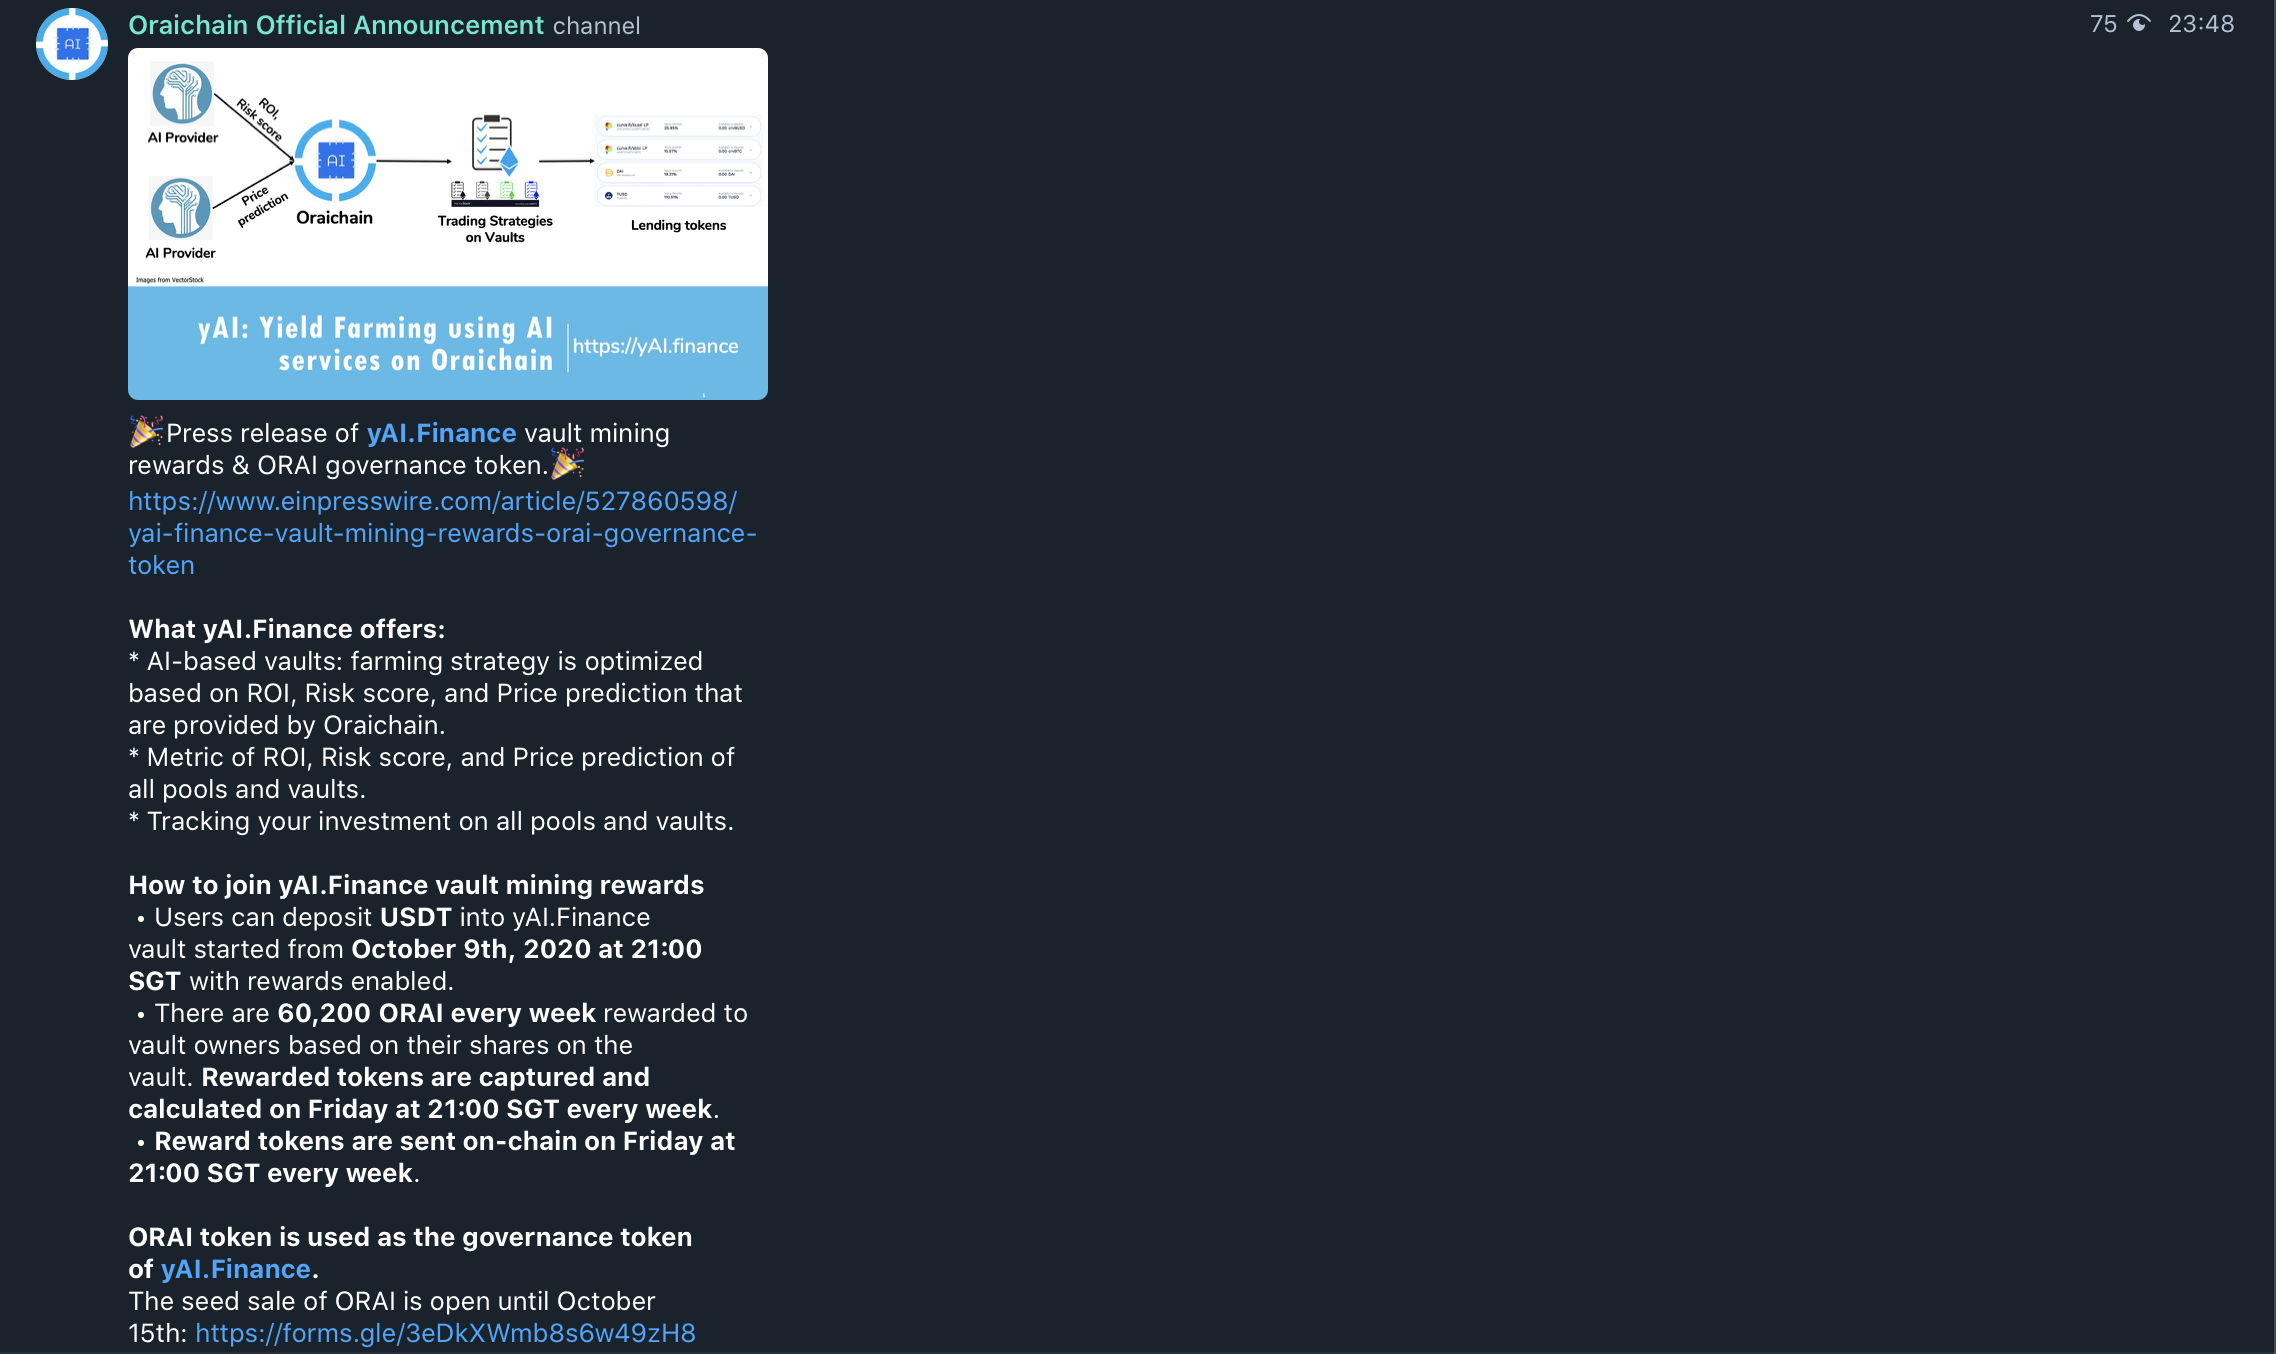 Oraichain Official Announcement channel
75 23:48
AI
AI Provider
ROI,
Risk score
AI
AI Provider
Price
prediction
Oraichain
Trading Strategies
on Vaults
Lending tokens
Images from VectorStock
yAI: Yield Farming using AI
services on Oraichain
https://yAI.finance
🎉Press release of yAI.Finance vault mining
rewards & ORAI governance token.🎉
https://www.einpresswire.com/article/527860598/
yai-finance-vault-mining-rewards-orai-governance-
token
What yAI.Finance offers:
* AI-based vaults: farming strategy is optimized
based on ROI, Risk score, and Price prediction that
are provided by Oraichain.
* Metric of ROI, Risk score, and Price prediction of
all pools and vaults.
* Tracking your investment on all pools and vaults.
How to join yAI.Finance vault mining rewards
• Users can deposit USDT into yAI.Finance
vault started from October 9th, 2020 at 21:00
SGT with rewards enabled.
• There are 60,200 ORAI every week rewarded to
vault owners based on their shares on the
vault. Rewarded tokens are captured and
calculated on Friday at 21:00 SGT every week.
• Reward tokens are sent on-chain on Friday at
21:00 SGT every week.
ORAI token is used as the governance token
of yAI.Finance.
The seed sale of ORAI is open until October
15th: https://forms.gle/3eDkXWmb8s6w49zH8